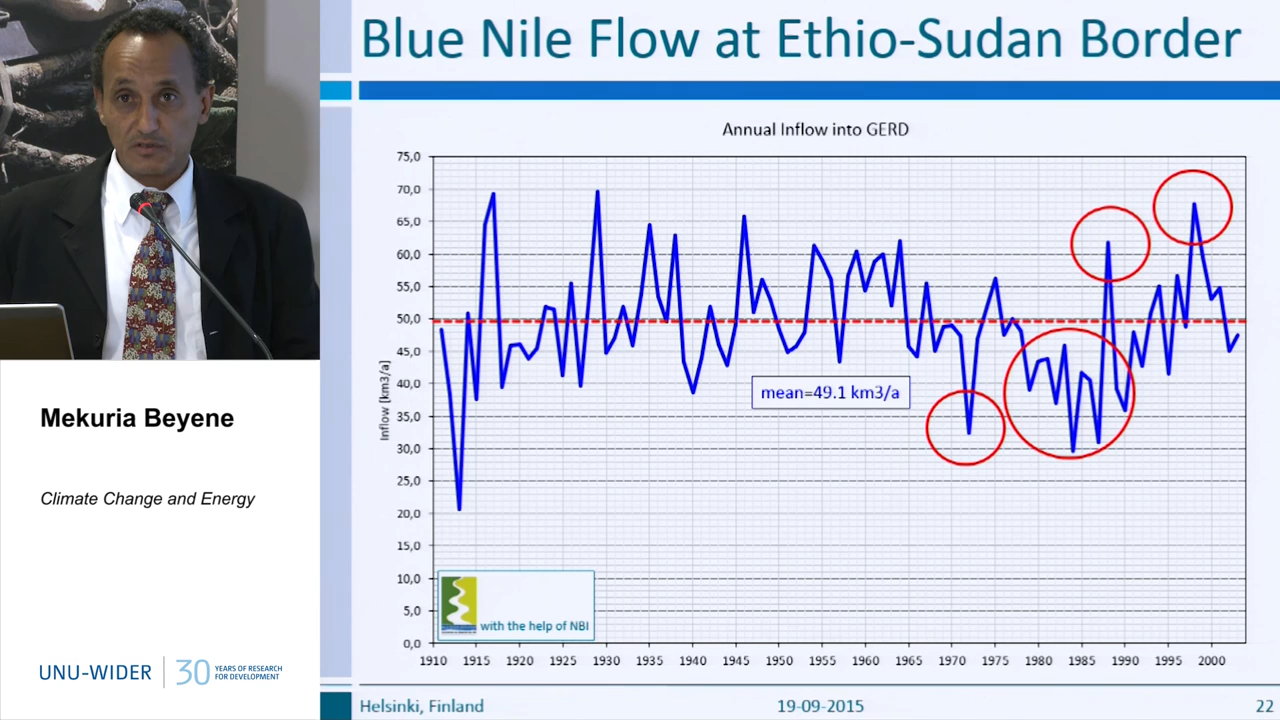 Blue Nile Flow at Ethio-Sudan Border
Annual Inflow into GERD
75,0
70,0
65,0
60,0
55,0
50,0
45,0
40,0
35,0
30,0
25,0
20,0
15,0
10,0
5,0
0,0
Inflow [km3/a]
mean=49.1 km3/a
with the help of NBI
1910 1915 1920 1925 1930 1935 1940 1945 1950 1955 1960 1965 1970 1975 1980 1985 1990 1995 2000
Helsinki, Finland 19-09-2015 22
Mekuria Beyene
Climate Change and Energy
UNU-WIDER 30 YEARS OF RESEARCH
FOR DEVELOPMENT